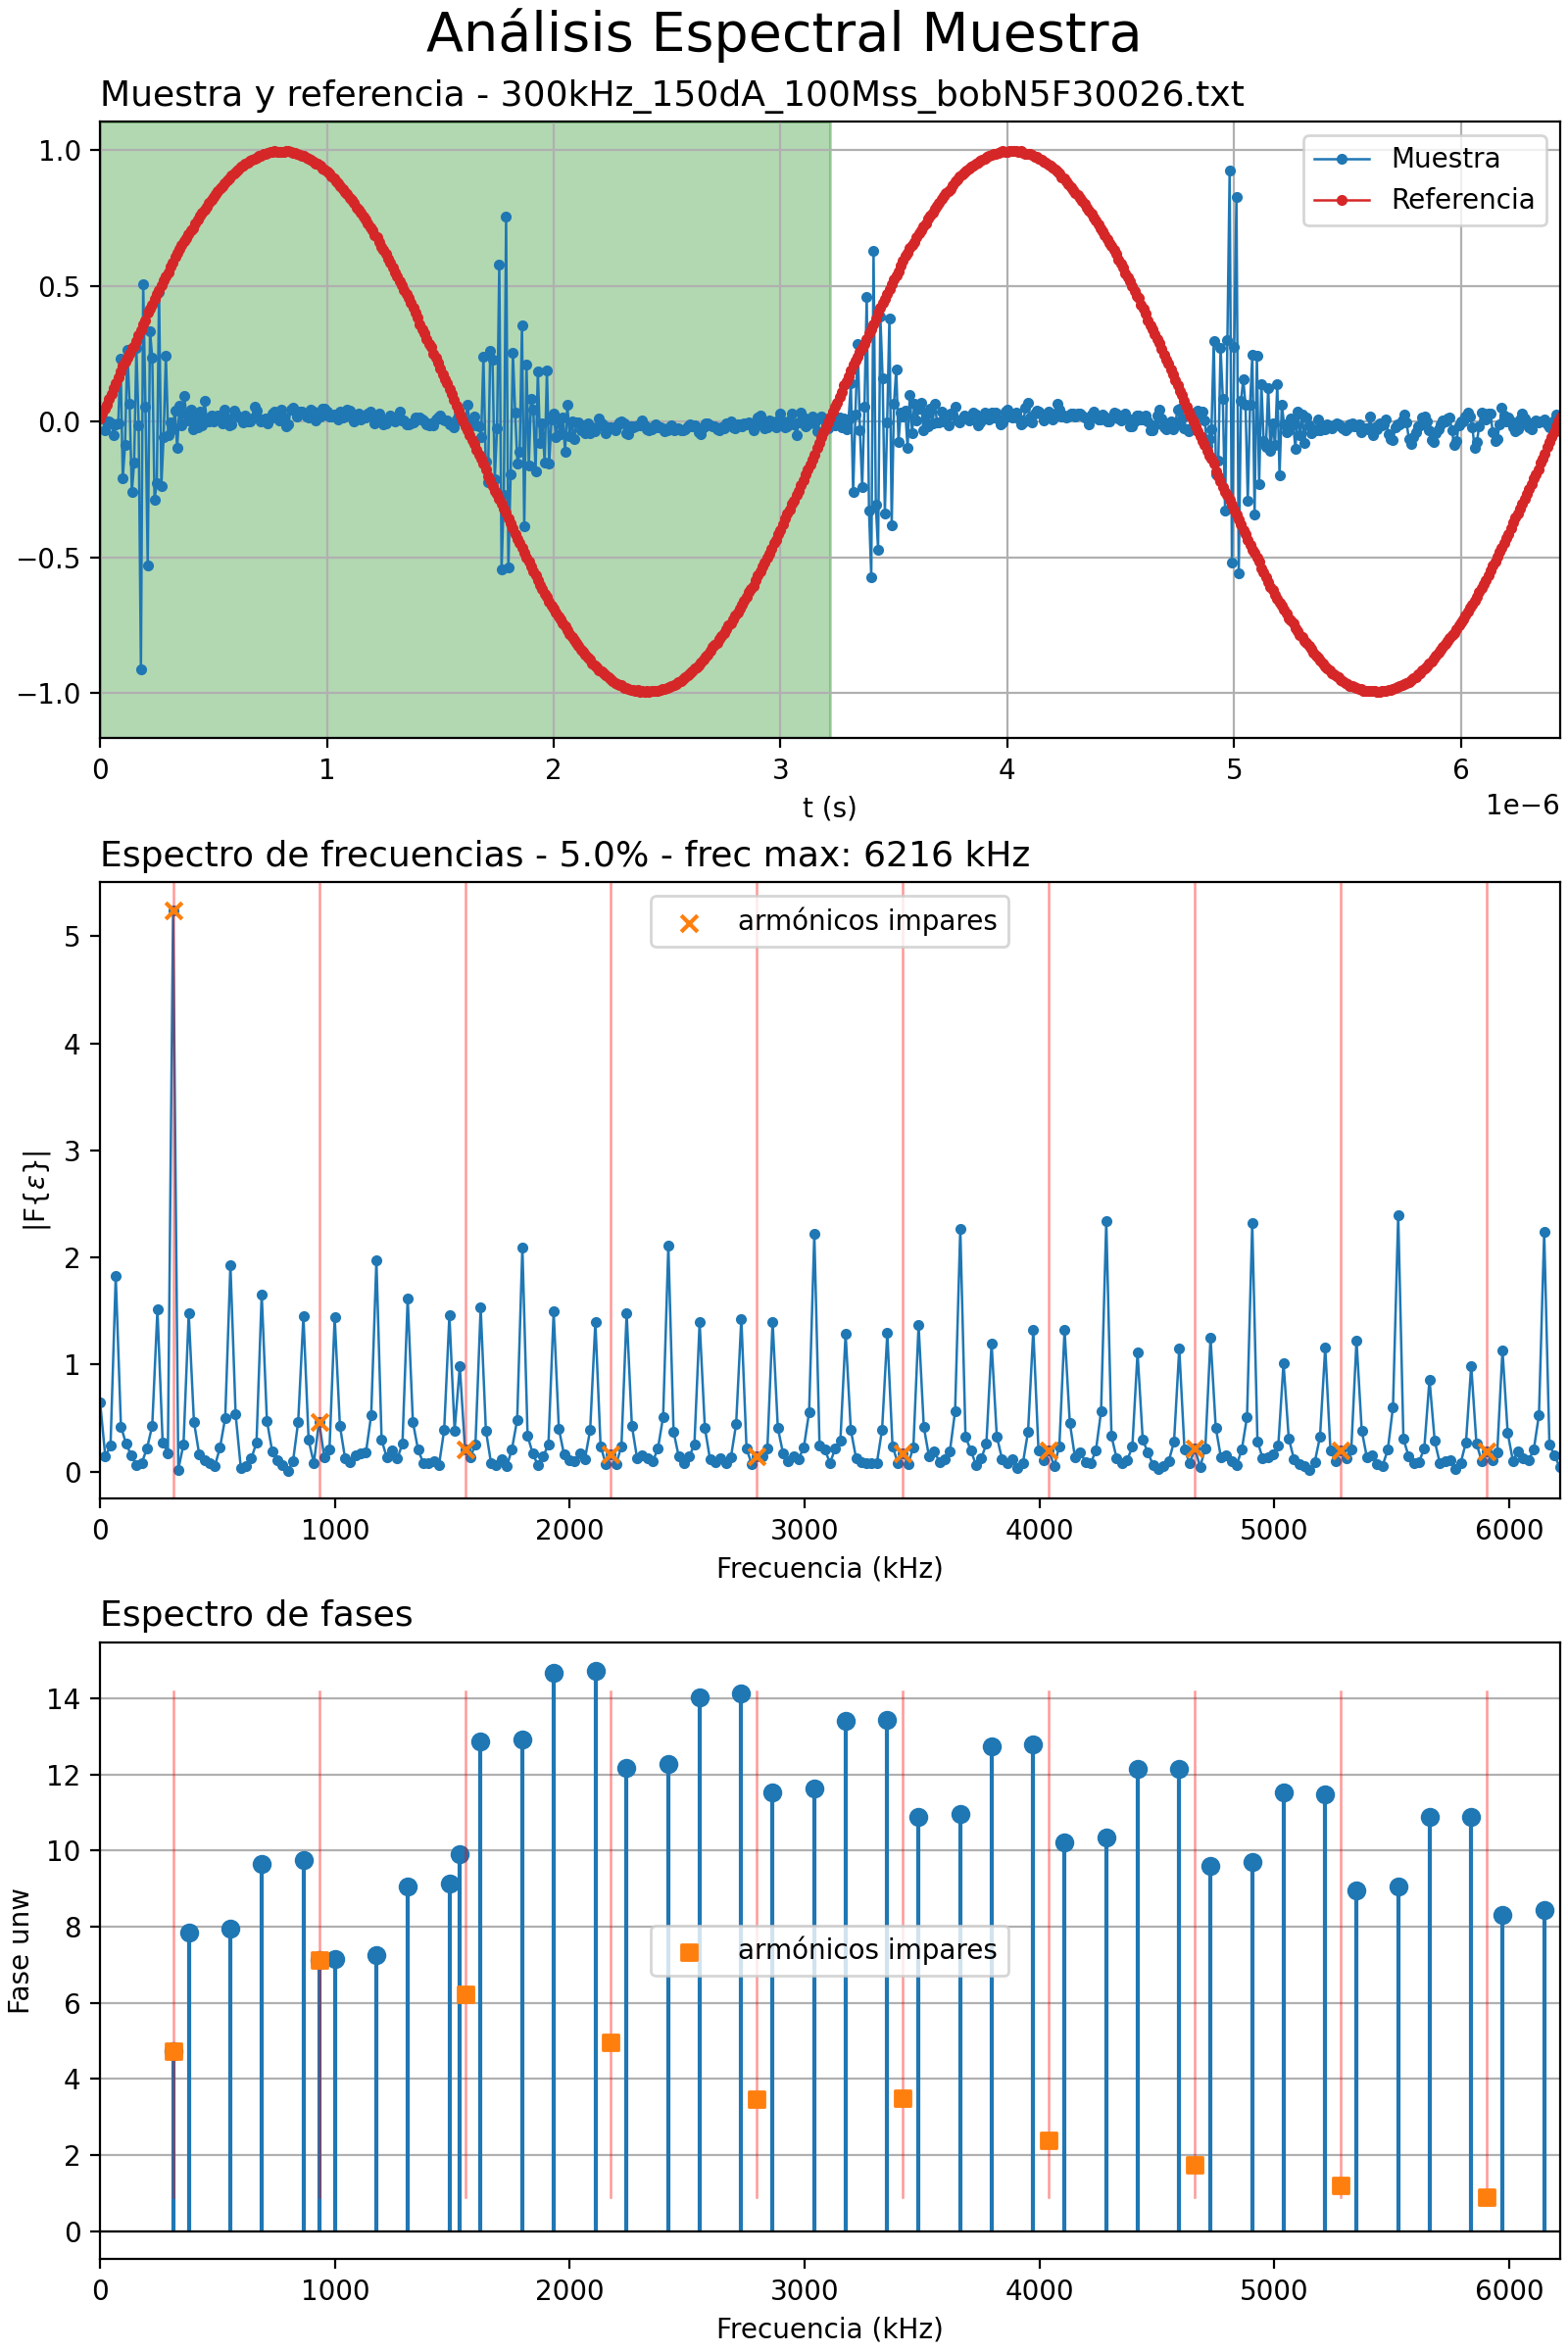 Análisis Espectral Muestra
Muestra y referencia - 300kHz_150dA_100Mss_bobN5F30026.txt
1.0
0.5
0.0
−0.5
−1.0
Muestra
Referencia
0 1 2 3 4 5 6
1e−6
t (s)
Espectro de frecuencias - 5.0% - frec max: 6216 kHz
armónicos impares
|F{ε}|
5
4
3
2
1
0
0 1000 2000 3000 4000 5000 6000
Frecuencia (kHz)
Espectro de fases
Fase unw
14
12
10
8
6
4
2
0
armónicos impares
0 1000 2000 3000 4000 5000 6000
Frecuencia (kHz)